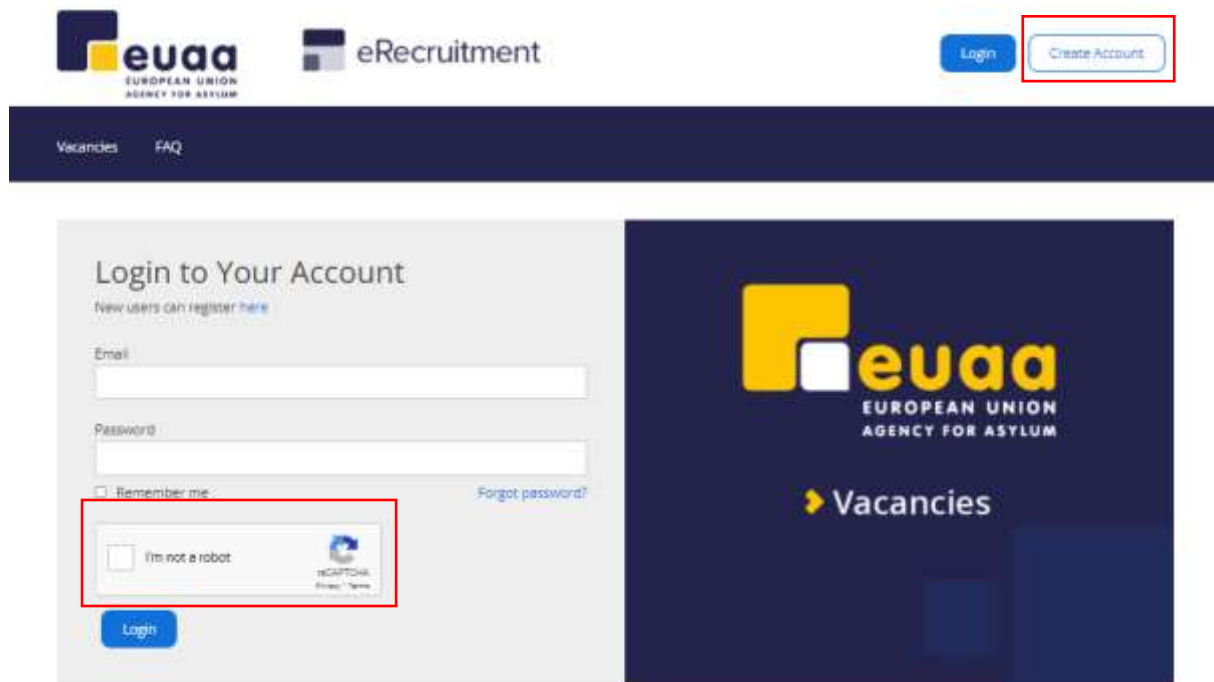 euaa
EUROPEAN UNION
AGENCY FOR ASYLUM
eRecruitment
Login
Create Account
Vacancies
FAQ
Login to Your Account
New users can register here
Email
Password
Remember me
Forgot password?
I'm not a robot
reCAPTCHA
Privacy - Terms
Login
euaa
EUROPEAN UNION
AGENCY FOR ASYLUM
Vacancies